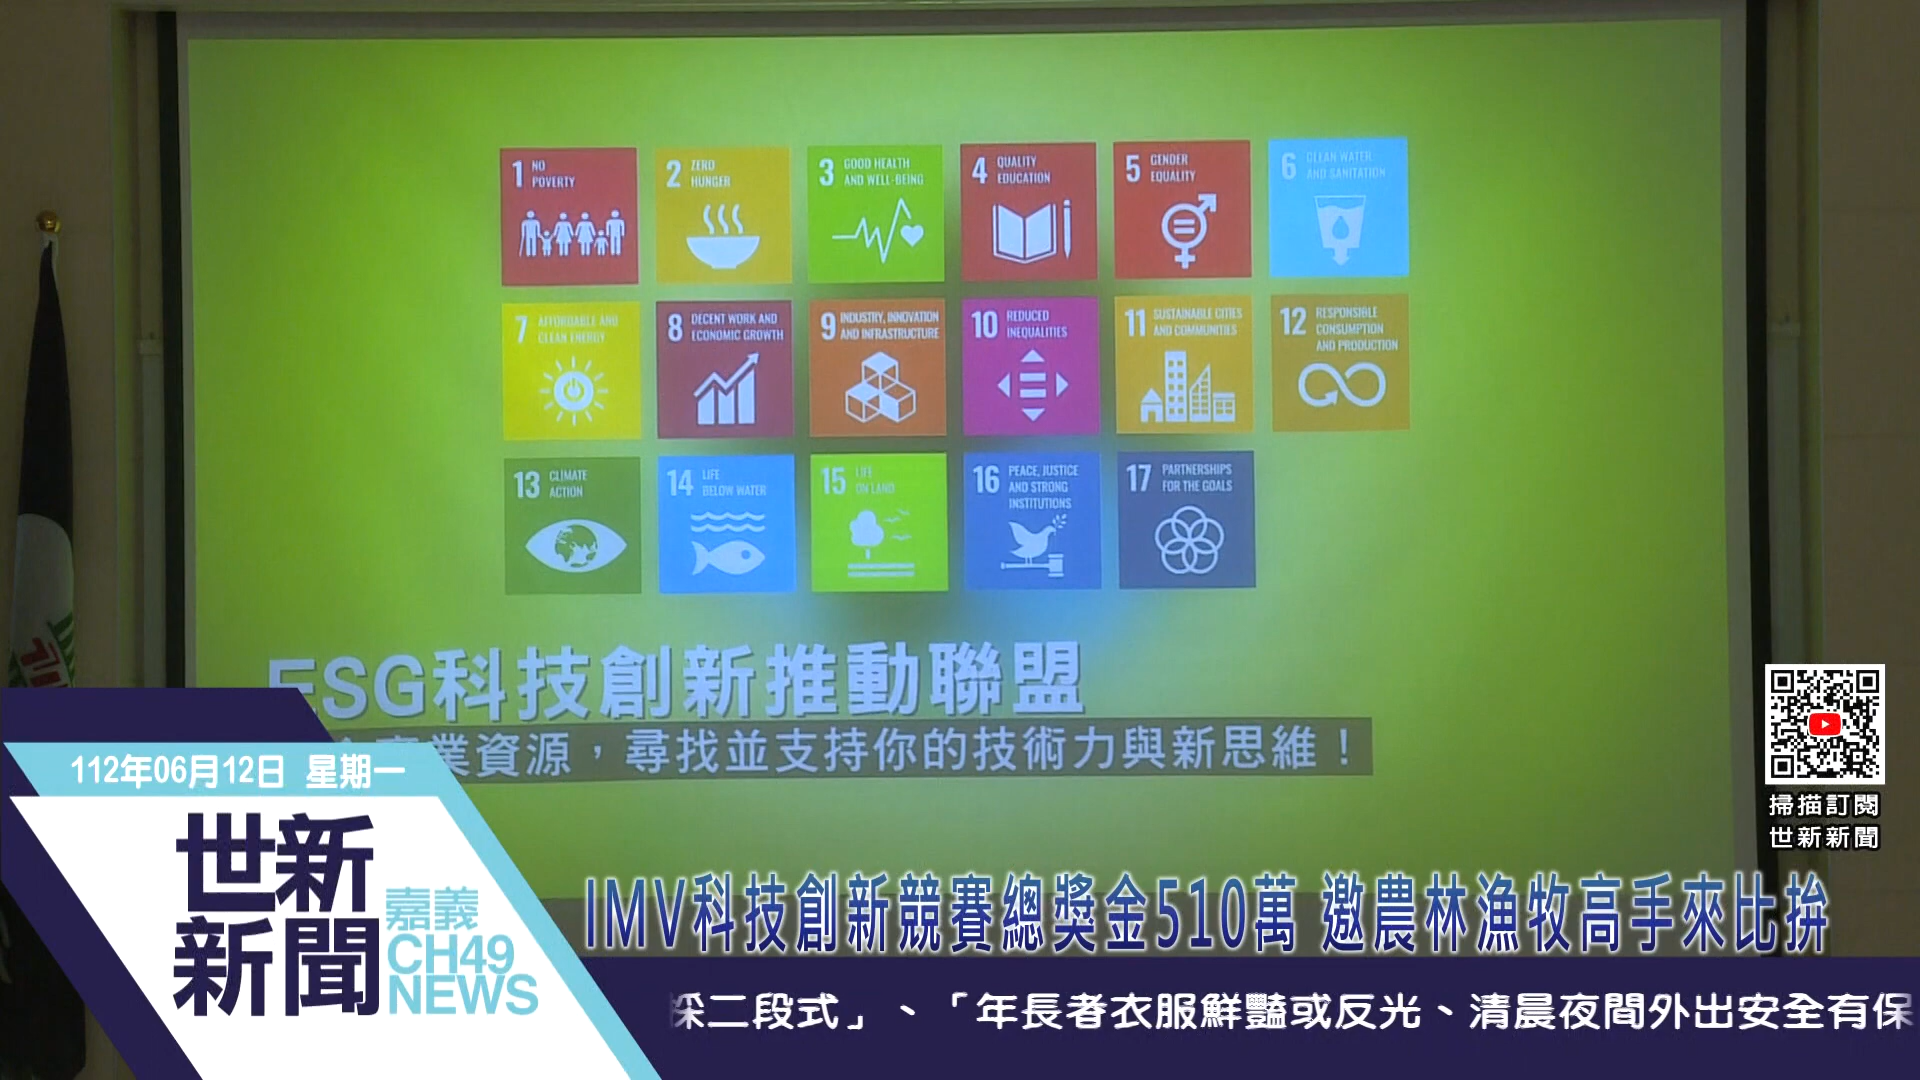 1 NO POVERTY
2 ZERO HUNGER
3 GOOD HEALTH AND WELL-BEING
4 QUALITY EDUCATION
5 GENDER EQUALITY
6 CLEAN WATER AND SANITATION
7 AFFORDABLE AND CLEAN ENERGY
8 DECENT WORK AND ECONOMIC GROWTH
9 INDUSTRY, INNOVATION AND INFRASTRUCTURE
10 REDUCED INEQUALITIES
11 SUSTAINABLE CITIES AND COMMUNITIES
12 RESPONSIBLE CONSUMPTION AND PRODUCTION
13 CLIMATE ACTION
14 LIFE BELOW WATER
15 LIFE ON LAND
16 PEACE, JUSTICE AND STRONG INSTITUTIONS
17 PARTNERSHIPS FOR THE GOALS
ESG科技創新推動聯盟
業資源，尋找並支持你的技術力與新思維！
112年06月12日 星期一
世新
新聞
嘉義
CH49
NEWS
掃描訂閱
世新新聞
IMV科技創新競賽總獎金510萬 邀農林漁牧高手來比拚
採二段式」、「年長者衣服鮮豔或反光、清晨夜間外出安全有保